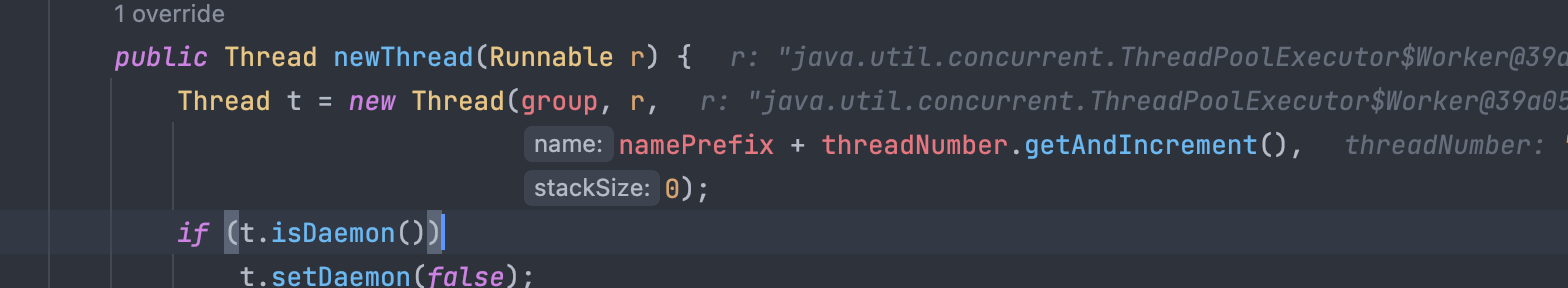 1 override
public Thread newThread(Runnable r) {   r: "java.util.concurrent.ThreadPoolExecutor$Worker@39a
Thread t = new Thread(group, r,   r: "java.util.concurrent.ThreadPoolExecutor$Worker@39a05
name: namePrefix + threadNumber.getAndIncrement(),   threadNumber: "
stackSize: 0);
if (t.isDaemon())
t.setDaemon(false);